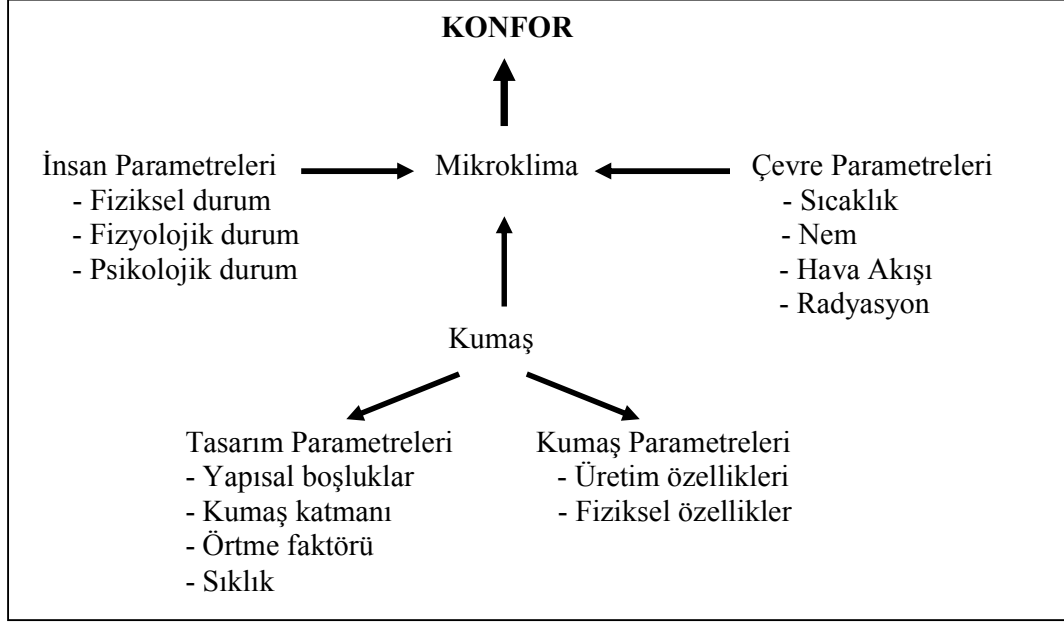 KONFOR
İnsan Parametreleri
- Fiziksel durum
- Fizyolojik durum
- Psikolojik durum
Mikroklima
Çevre Parametreleri
- Sıcaklık
- Nem
- Hava Akışı
- Radyasyon
Kumaş
Tasarım Parametreleri
- Yapısal boşluklar
- Kumaş katmanı
- Örtme faktörü
- Sıklık
Kumaş Parametreleri
- Üretim özellikleri
- Fiziksel özellikler